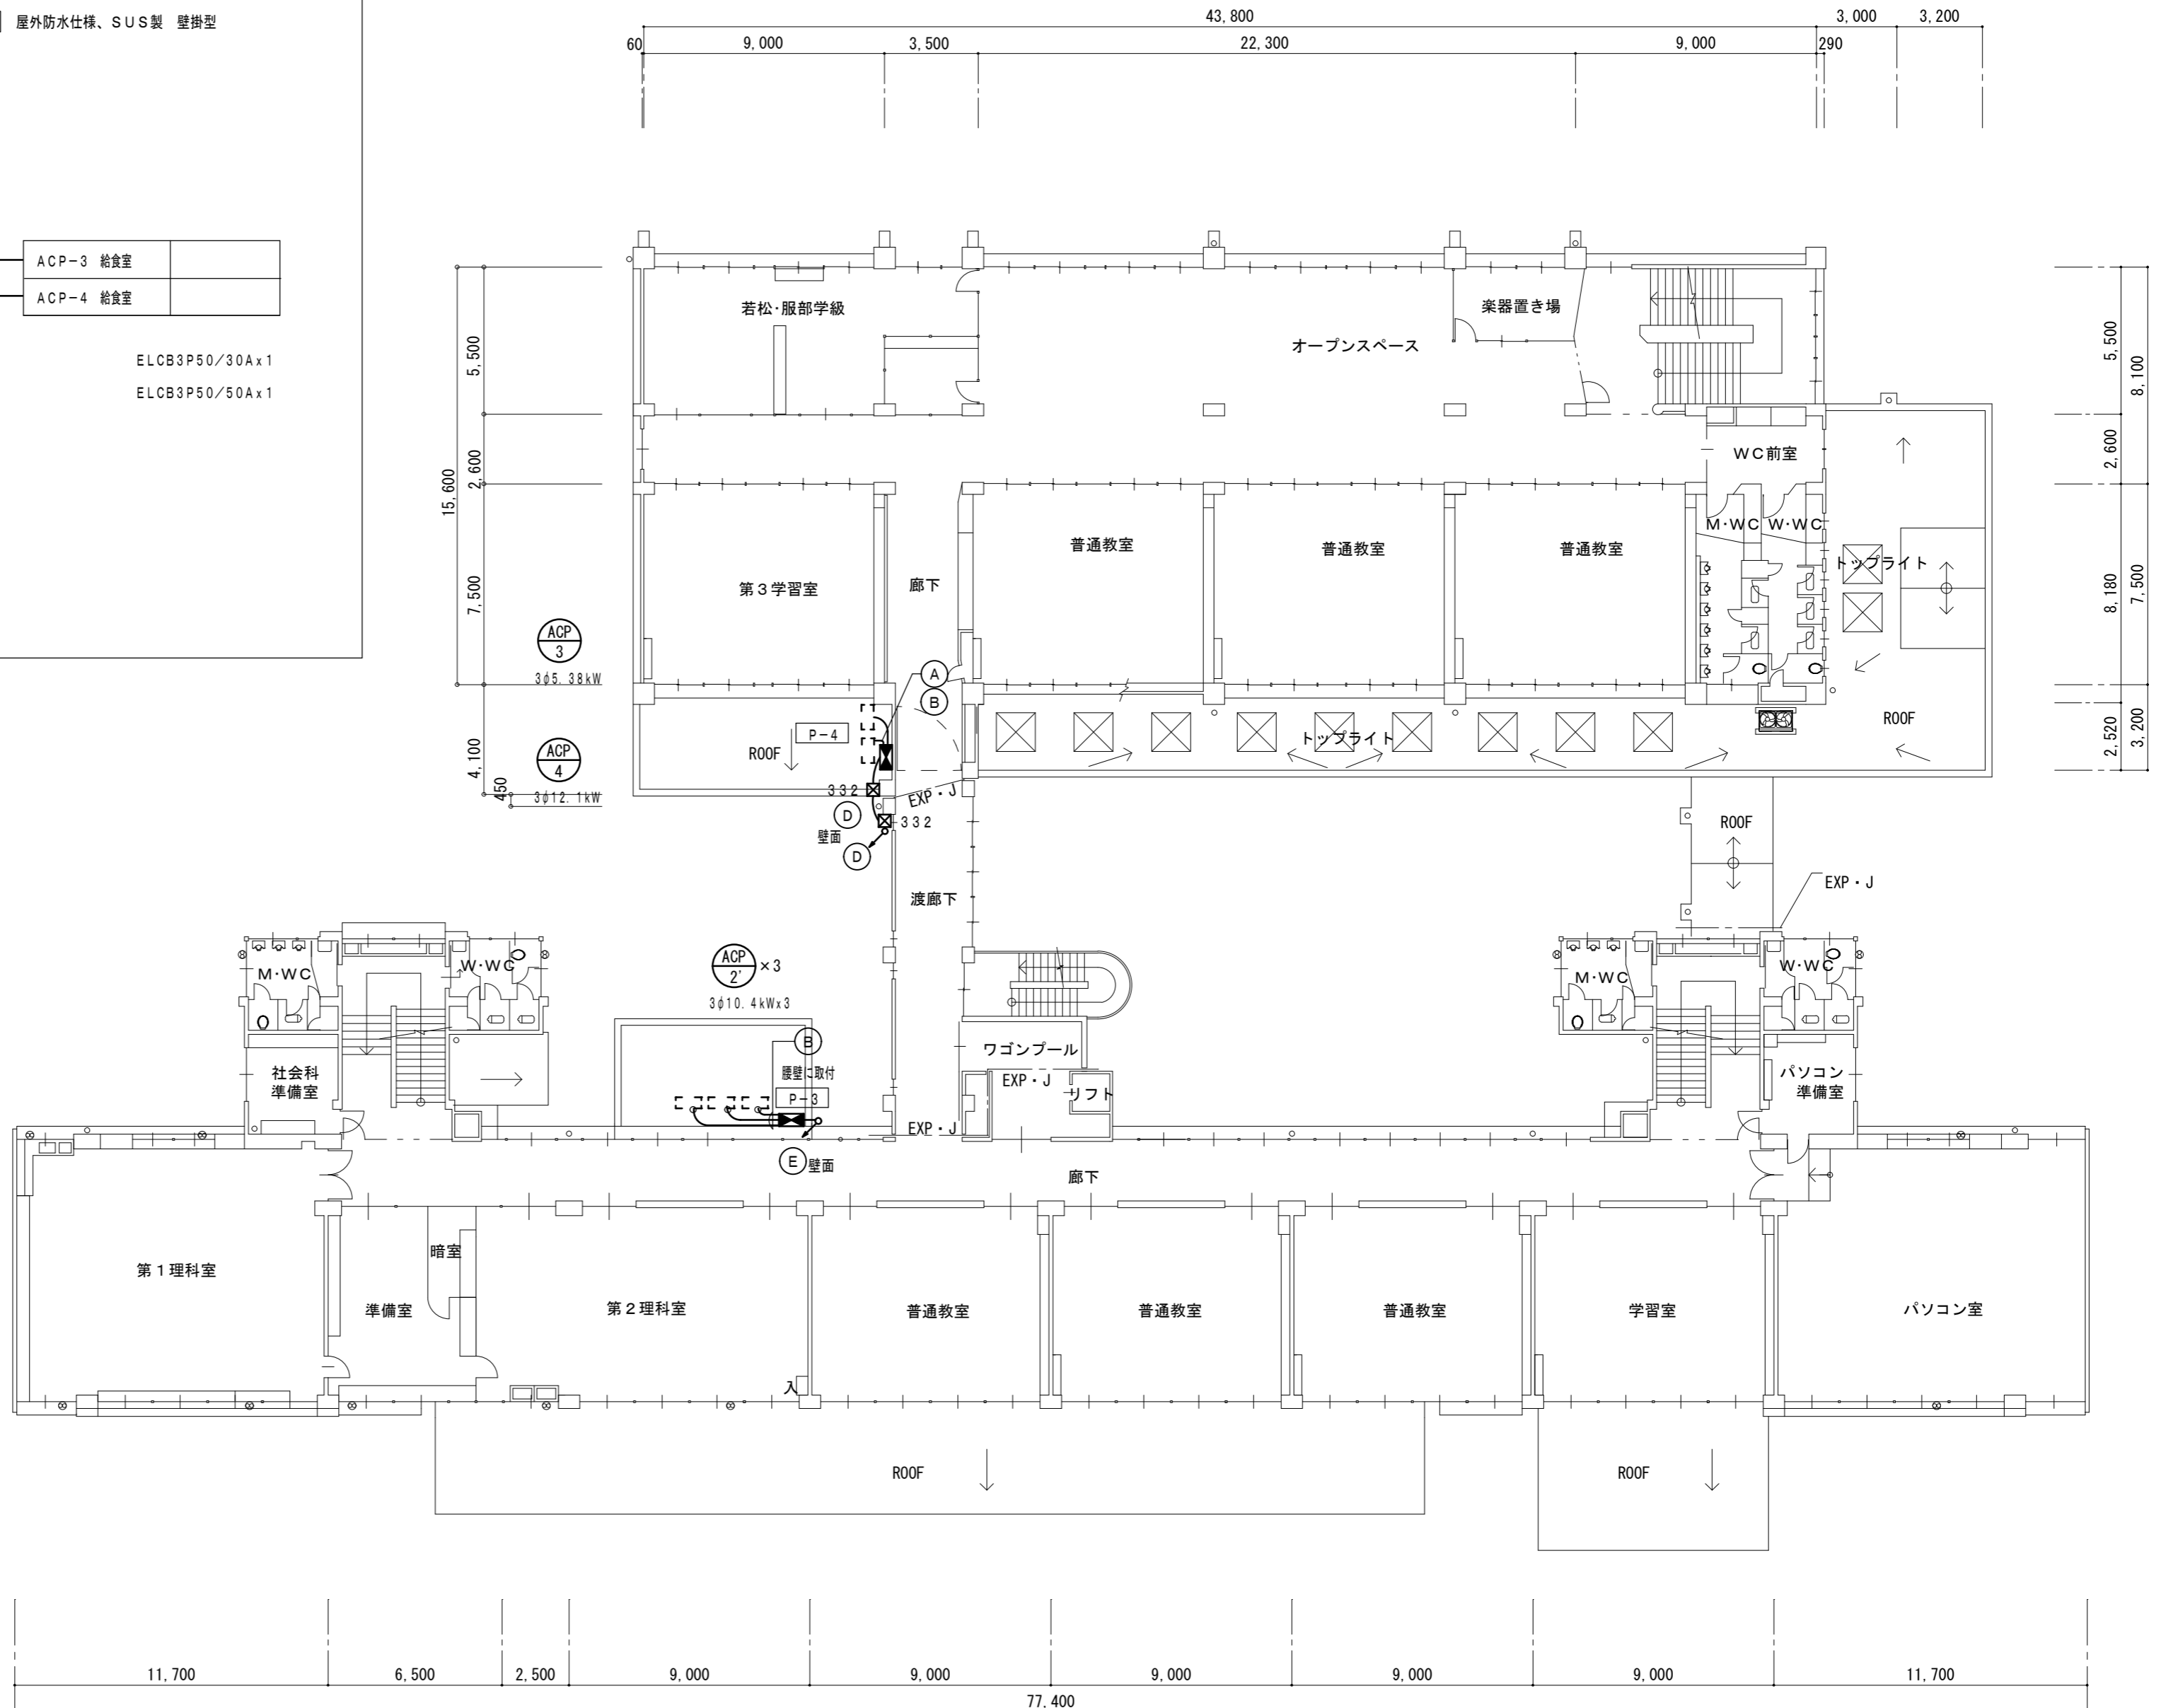 屋外防水仕様、SUS製 壁掛型
43,800
3,000
3,200
60
9,000
3,500
22,300
9,000
290
ACP-3 給食室
ACP-4 給食室
ELCB3P50/30Ax1
ELCB3P50/50Ax1
若松・服部学級
楽器置き場
オープンスペース
5,500
2,600
15,600
7,500
4,100
450
5,500
8,100
2,600
8,180
7,500
2,520
3,200
WC前室
M・WC
W・WC
普通教室
普通教室
普通教室
トップライト
第3学習室
廊下
ACP
3
3φ5.38kW
A
B
P-4
ROOF
トップライト
ROOF
ACP
4
3φ12.1kW
332
EXP・J
D
332
壁面
D
ROOF
EXP・J
渡廊下
M・WC
W・WC
ACP
2'
×3
3φ10.4kWx3
M・WC
W・WC
B
ワゴンプール
社会科
準備室
腰壁に取付
EXP・J
リフト
パソコン
準備室
P-3
EXP・J
E
壁面
廊下
暗室
第1理科室
準備室
第2理科室
普通教室
普通教室
普通教室
学習室
パソコン室
入
ROOF
ROOF
11,700
6,500
2,500
9,000
9,000
9,000
9,000
9,000
11,700
77,400